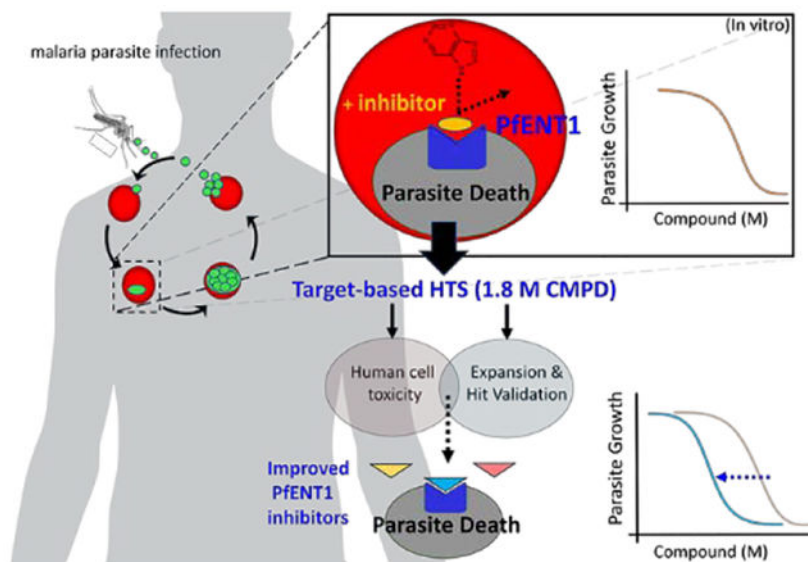 malaria parasite infection
(In vitro)
+ inhibitor
PfENT1
Parasite Death
Parasite Growth
Compound (M)
Target-based HTS (1.8 M CMPD)
Human cell
toxicity
Expansion &
Hit Validation
Improved
PfENT1
inhibitors
Parasite Death
Parasite Growth
Compound (M)